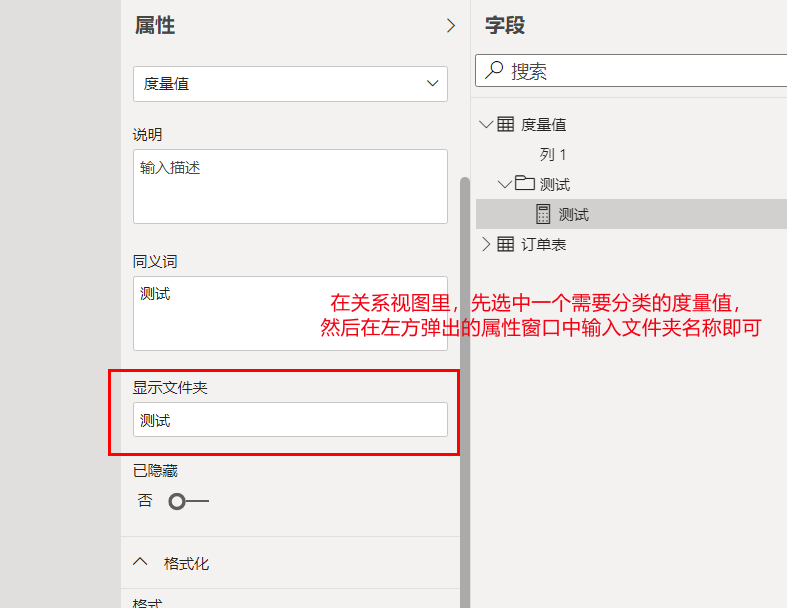 属性
度量值
说明
输入描述
同义词
测试
显示文件夹
测试
已隐藏
否
格式化
格式
字段
搜索
度量值
列 1
测试
测试
订单表
在关系视图里，先选中一个需要分类的度量值，
然后在左方弹出的属性窗口中输入文件夹名称即可